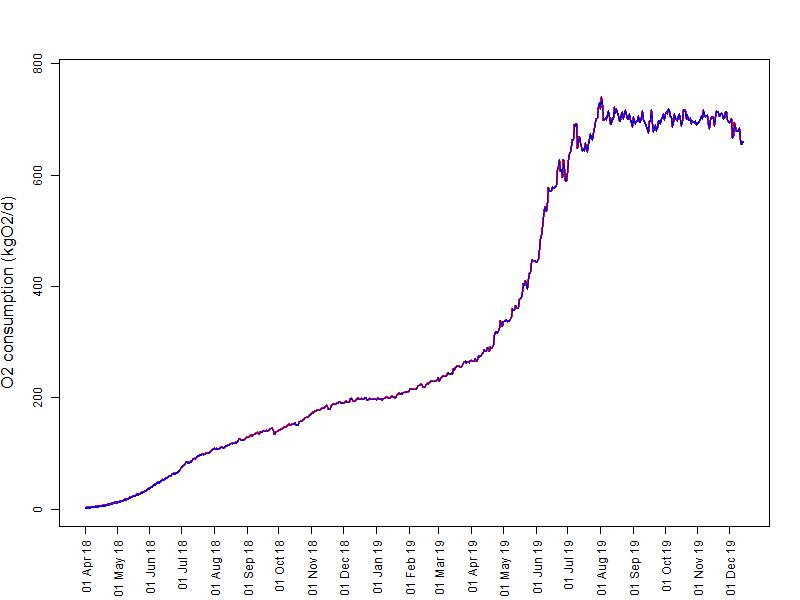 O2 consumption (kgO2/d)
800
600
400
200
0
01 Apr 18
01 May 18
01 Jun 18
01 Jul 18
01 Aug 18
01 Sep 18
01 Oct 18
01 Nov 18
01 Dec 18
01 Jan 19
01 Feb 19
01 Mar 19
01 Apr 19
01 May 19
01 Jun 19
01 Jul 19
01 Aug 19
01 Sep 19
01 Oct 19
01 Nov 19
01 Dec 19